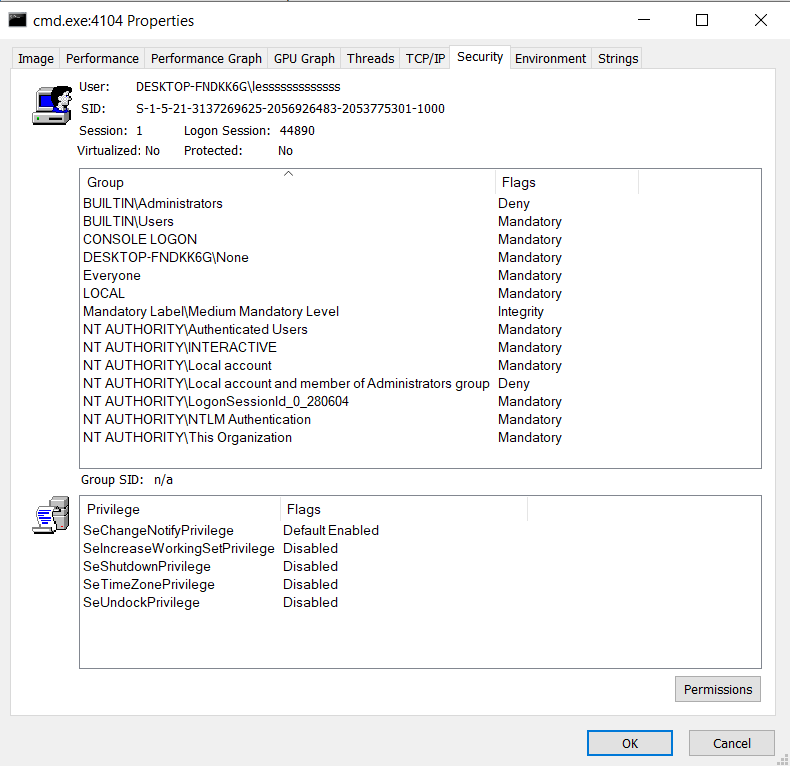 cmd.exe:4104 Properties
Image Performance Performance Graph GPU Graph Threads TCP/IP Security Environment Strings
User: DESKTOP-FNDKK6G\lesssssssssssss
SID: S-1-5-21-3137269625-2056926483-2053775301-1000
Session: 1 Logon Session: 44890
Virtualized: No Protected: No
Group Flags
BUILTIN\Administrators Deny
BUILTIN\Users Mandatory
CONSOLE LOGON Mandatory
DESKTOP-FNDKK6G\None Mandatory
Everyone Mandatory
LOCAL Mandatory
Mandatory Label\Medium Mandatory Level Integrity
NT AUTHORITY\Authenticated Users Mandatory
NT AUTHORITY\INTERACTIVE Mandatory
NT AUTHORITY\Local account Mandatory
NT AUTHORITY\Local account and member of Administrators group Deny
NT AUTHORITY\LogonSessionId_0_280604 Mandatory
NT AUTHORITY\NTLM Authentication Mandatory
NT AUTHORITY\This Organization Mandatory
Group SID: n/a
Privilege Flags
SeChangeNotifyPrivilege Default Enabled
SeIncreaseWorkingSetPrivilege Disabled
SeShutdownPrivilege Disabled
SeTimeZonePrivilege Disabled
SeUndockPrivilege Disabled
Permissions
OK Cancel